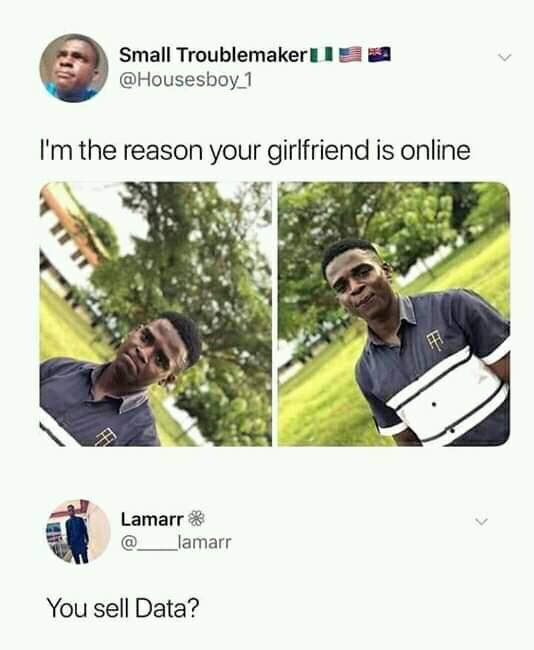 Small Troublemaker🇳🇬 🇺🇸 🇦🇺
@Housesboy_1
I'm the reason your girlfriend is online
Lamarr
@____lamarr
You sell Data?